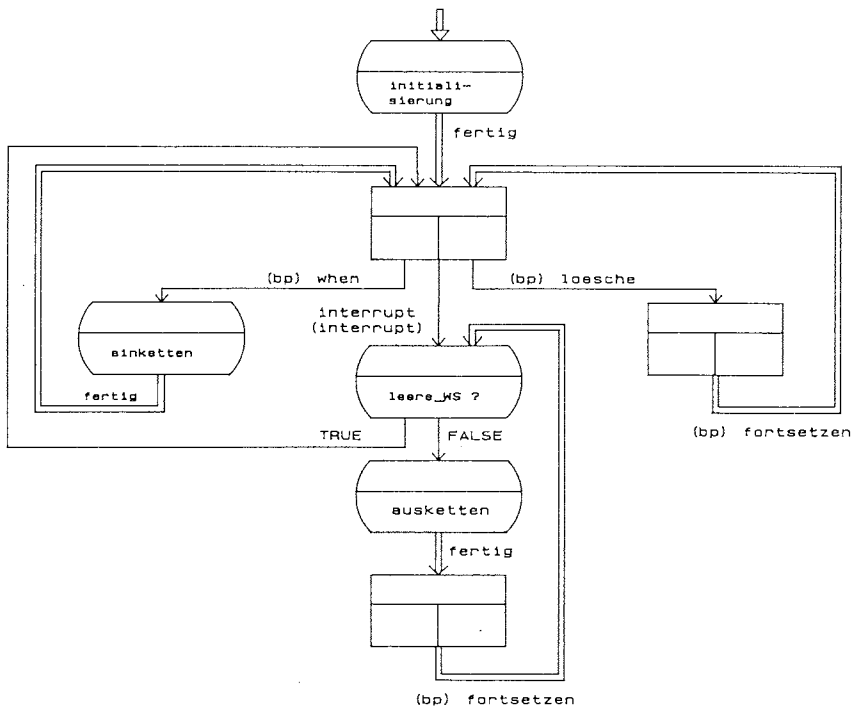 initiali-
sierung
fertig
(bp) when
(bp) loesche
interrupt
(interrupt)
einketten
fertig
leere_WS ?
TRUE
FALSE
(bp) fortsetzen
ausketten
fertig
(bp) fortsetzen